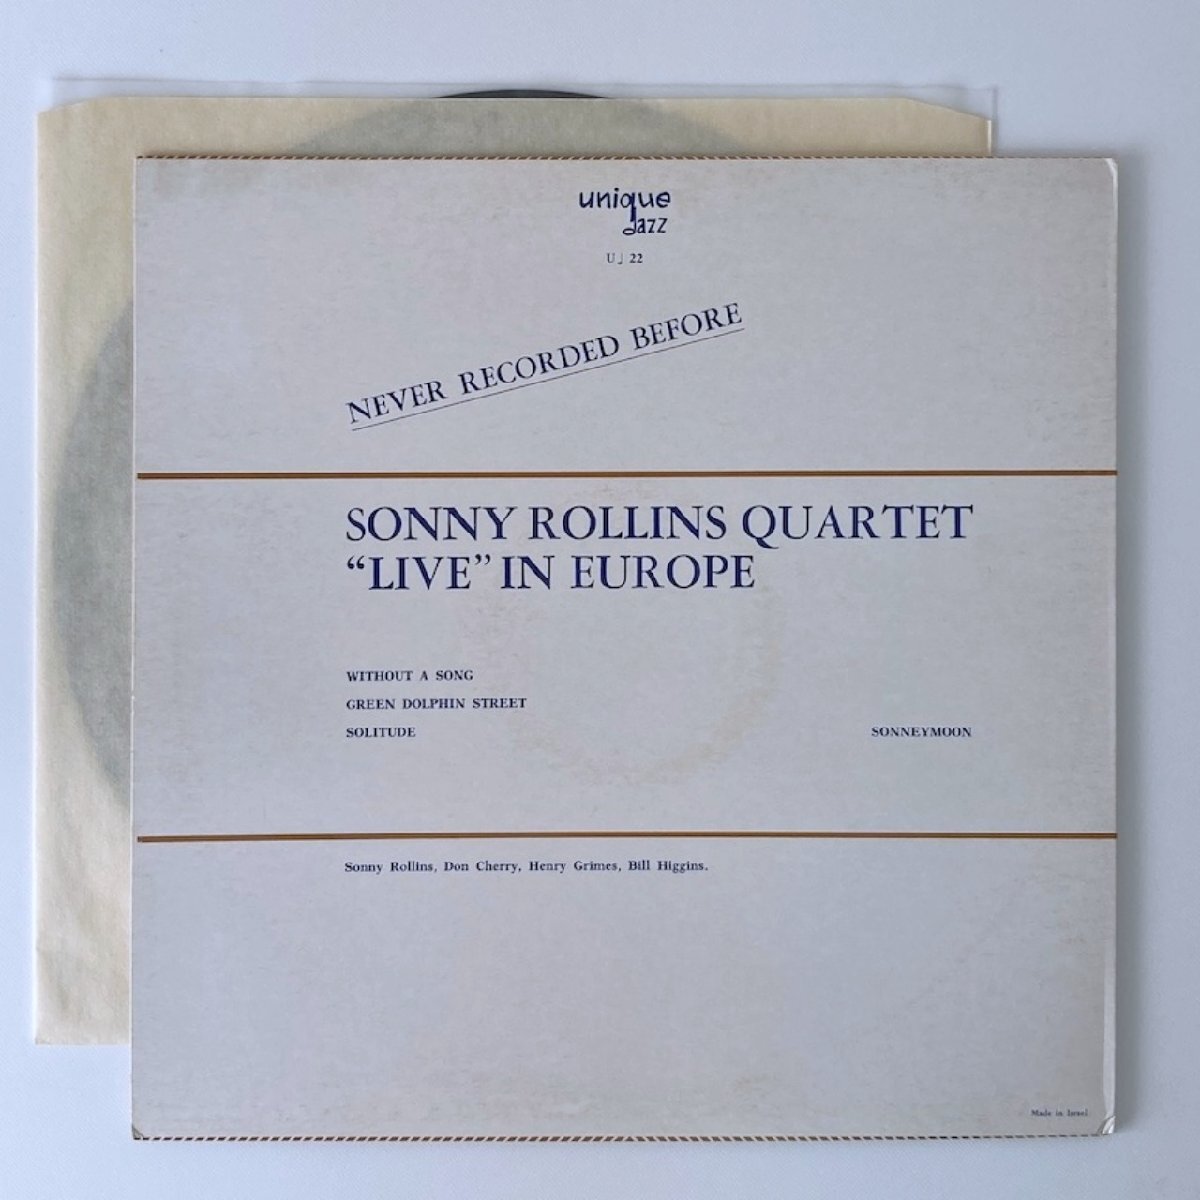 unique
Jazz
UJ 22
NEVER RECORDED BEFORE
SONNY ROLLINS QUARTET
“LIVE” IN EUROPE
WITHOUT A SONG
GREEN DOLPHIN STREET
SOLITUDE SONNEYMOON
Sonny Rollins, Don Cherry, Henry Grimes, Bill Higgins.
Made in Israel